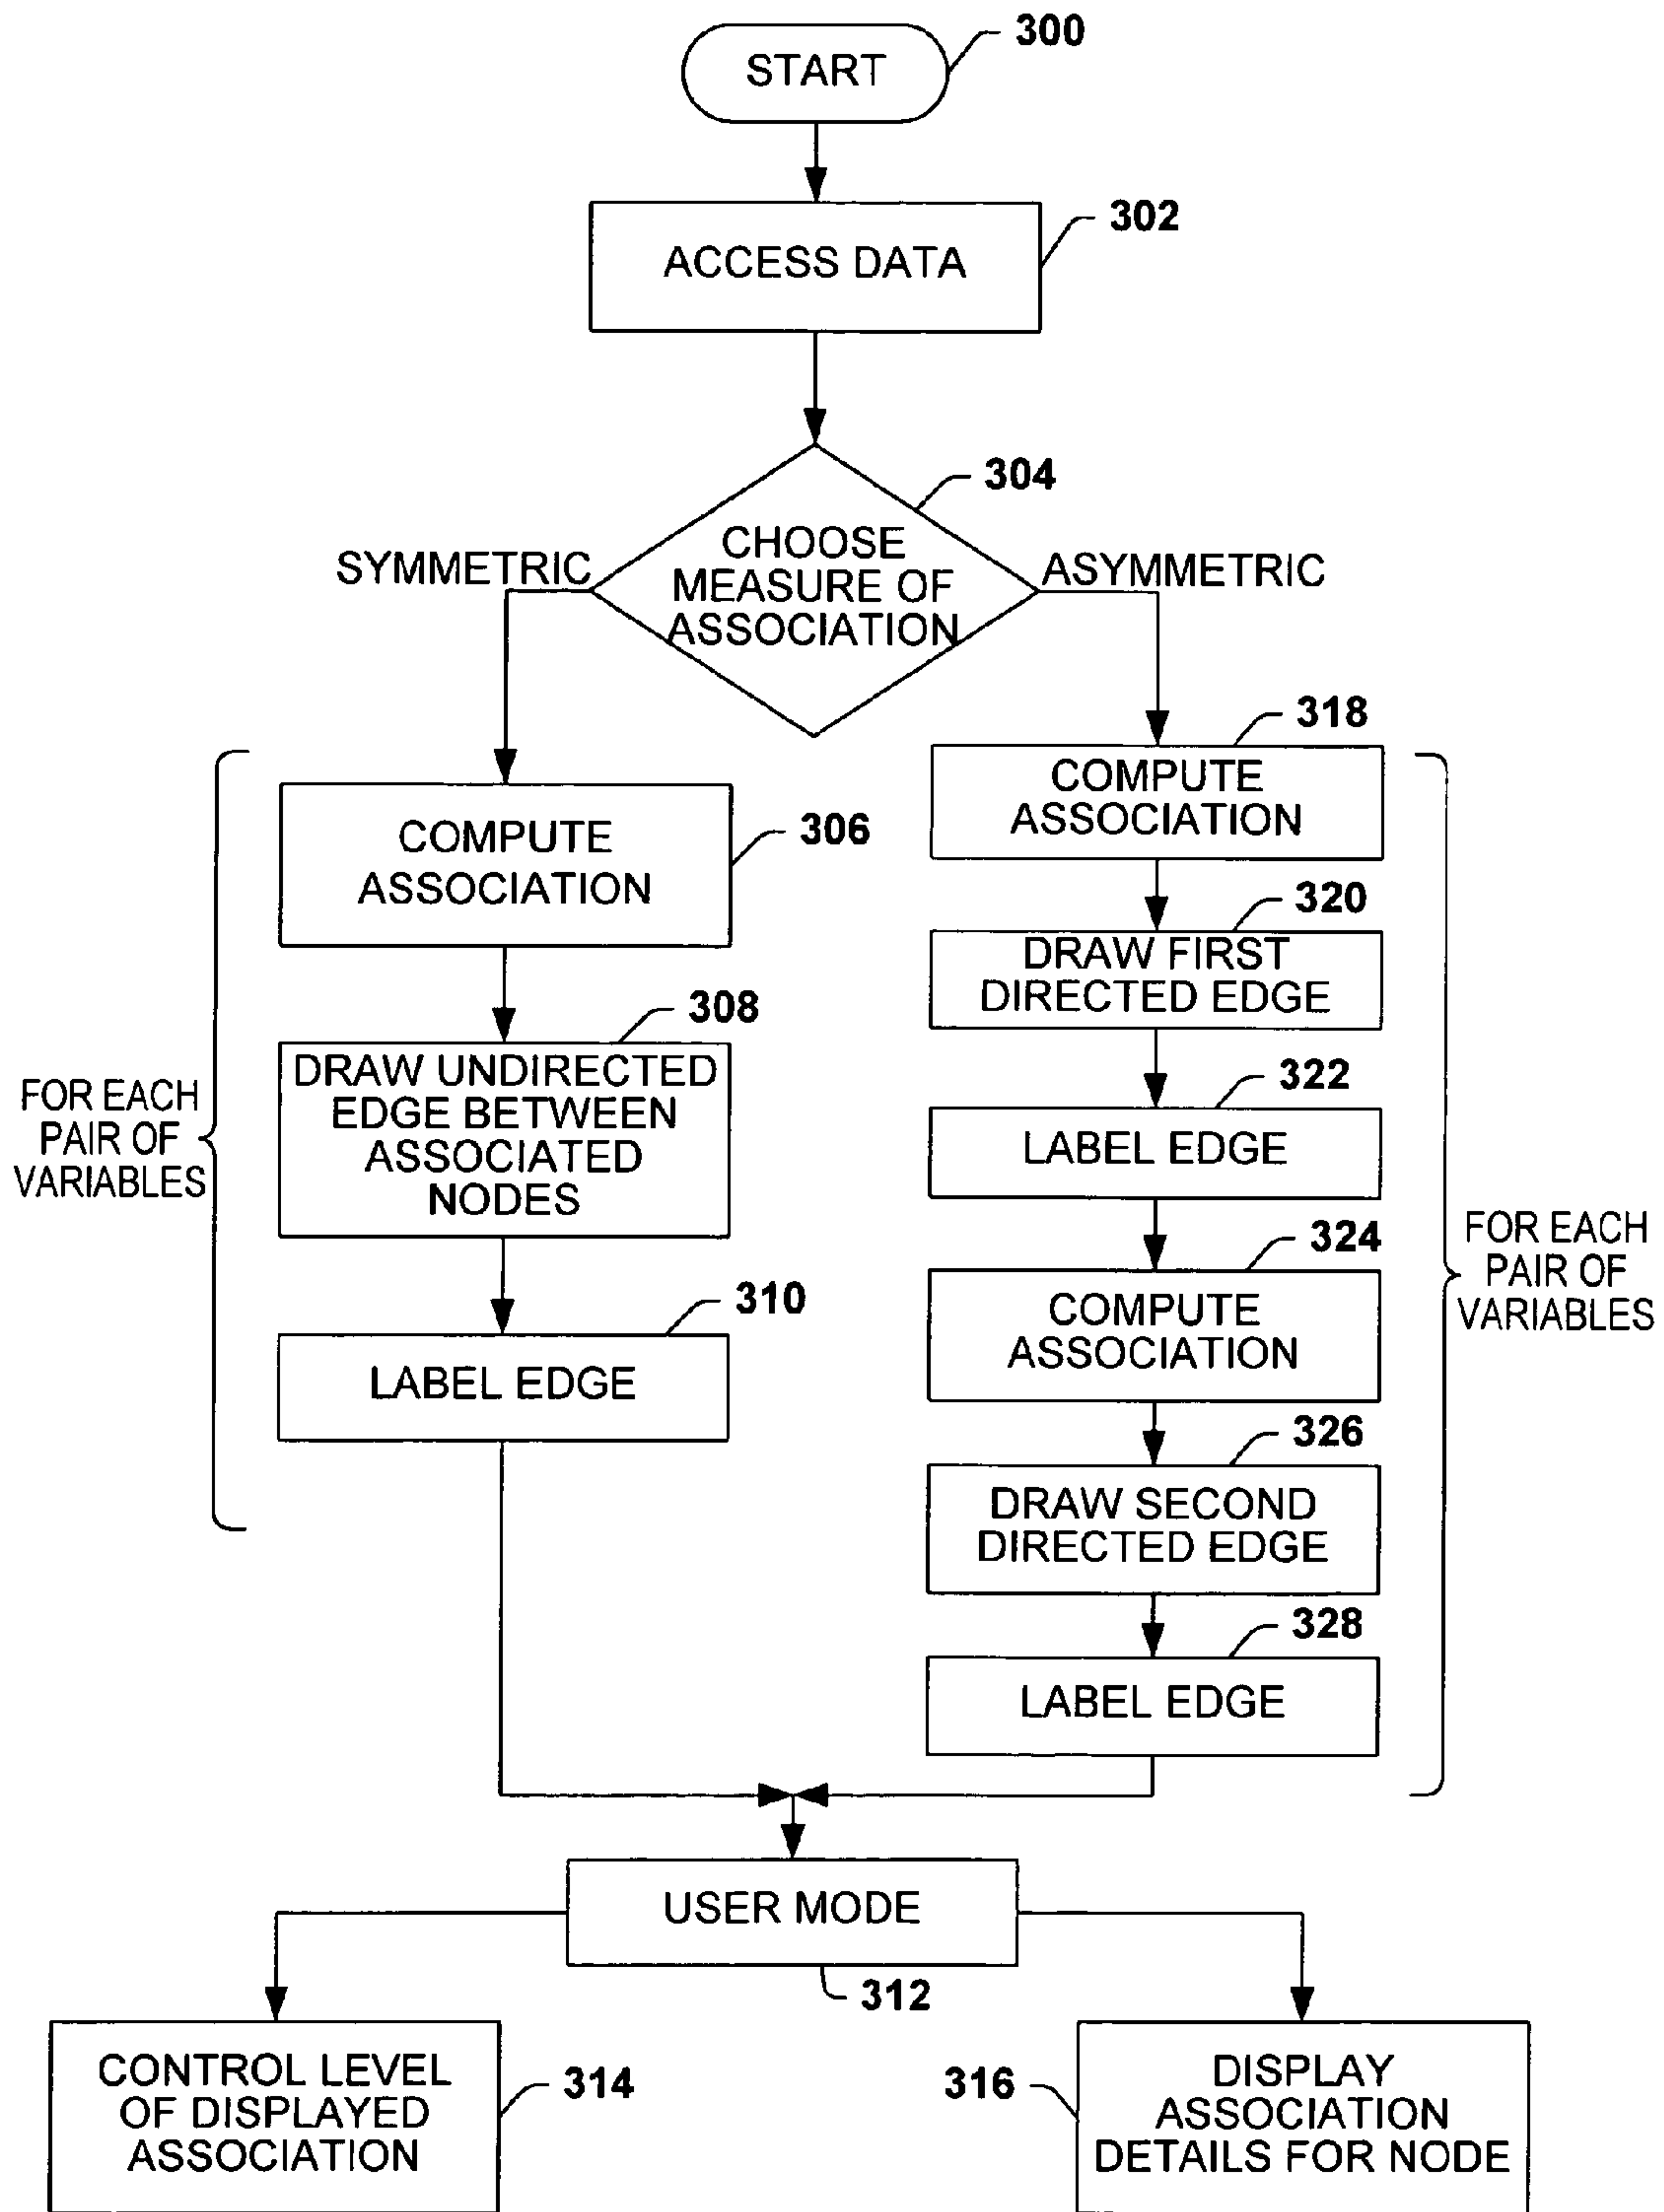 START
300
ACCESS DATA
302
304
CHOOSE
MEASURE OF
ASSOCIATION
SYMMETRIC
ASYMMETRIC
FOR EACH
PAIR OF
VARIABLES
COMPUTE
ASSOCIATION
306
DRAW UNDIRECTED
EDGE BETWEEN
ASSOCIATED
NODES
308
LABEL EDGE
310
318
COMPUTE
ASSOCIATION
320
DRAW FIRST
DIRECTED EDGE
322
LABEL EDGE
324
COMPUTE
ASSOCIATION
326
DRAW SECOND
DIRECTED EDGE
328
LABEL EDGE
FOR EACH
PAIR OF
VARIABLES
USER MODE
312
CONTROL LEVEL
OF DISPLAYED
ASSOCIATION
314
316
DISPLAY
ASSOCIATION
DETAILS FOR NODE